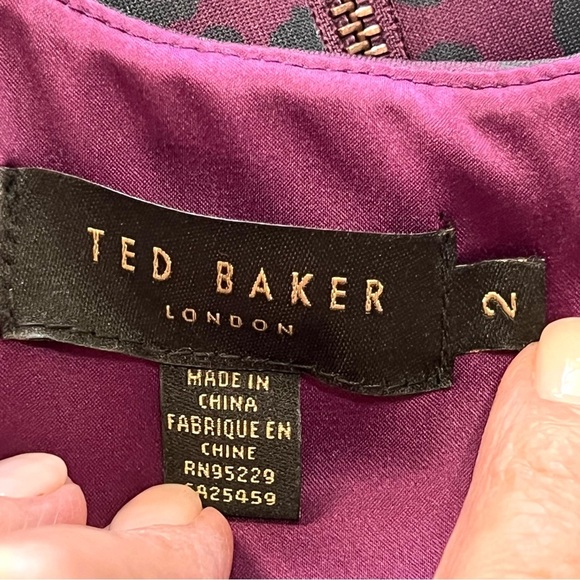 TED BAKER
LONDON
2
MADE IN
CHINA
FABRIQUE EN
CHINE
RN95229
CA25459